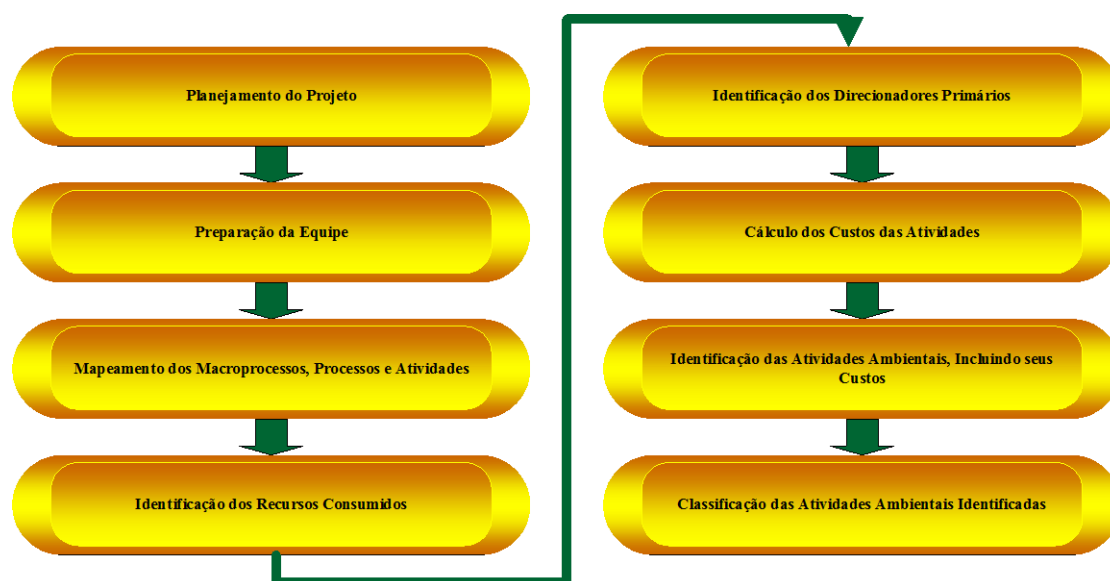 Planejamento do Projeto
Preparação da Equipe
Mapeamento dos Macroprocessos, Processos e Atividades
Identificação dos Recursos Consumidos
Identificação dos Direcionadores Primários
Cálculo dos Custos das Atividades
Identificação das Atividades Ambientais, Incluindo seus
Custos
Classificação das Atividades Ambientais Identificadas